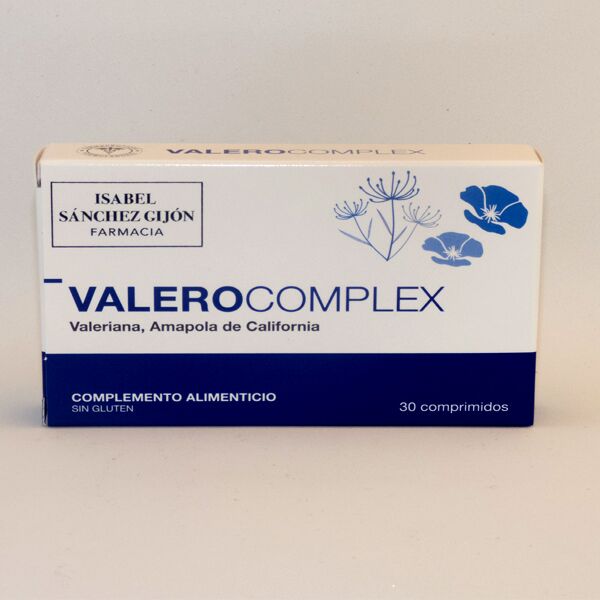 VALEROCOMPLEX
ISABEL
SÁNCHEZ GIJÓN
FARMACIA
VALEROCOMPLEX
Valeriana, Amapola de California
COMPLEMENTO ALIMENTICIO
SIN GLUTEN
30 comprimidos